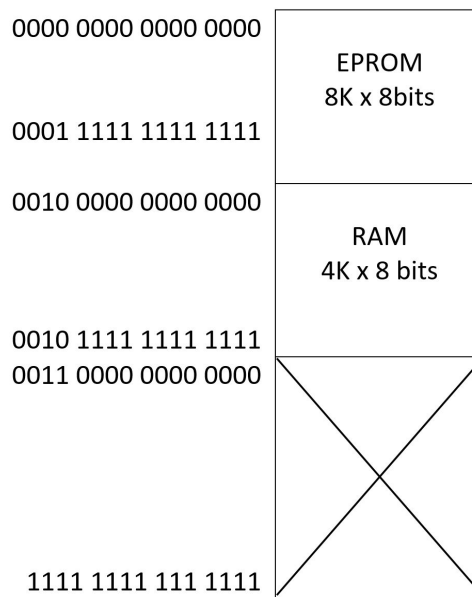 0000 0000 0000 0000
EPROM
8K x 8bits
0001 1111 1111 1111
0010 0000 0000 0000
RAM
4K x 8 bits
0010 1111 1111 1111
0011 0000 0000 0000
1111 1111 111 1111